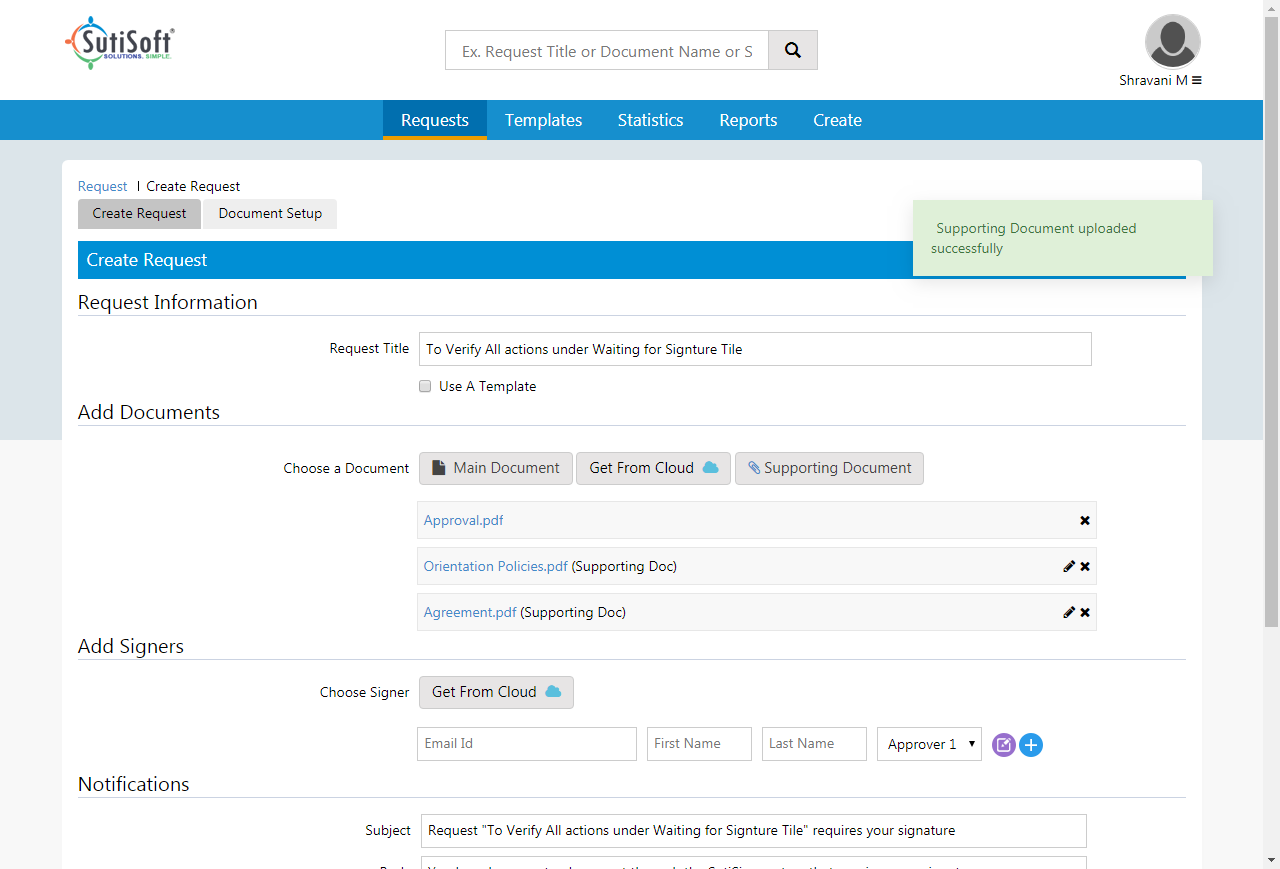 SutiSoft®
SOLUTIONS. SIMPLE.
Ex. Request Title or Document Name or S
Shravani M
Requests Templates Statistics Reports Create
Request | Create Request
Create Request Document Setup
Supporting Document uploaded
successfully
Create Request
Request Information
Request Title To Verify All actions under Waiting for Signture Tile
Use A Template
Add Documents
Choose a Document Main Document Get From Cloud Supporting Document
Approval.pdf
Orientation Policies.pdf (Supporting Doc)
Agreement.pdf (Supporting Doc)
Add Signers
Choose Signer Get From Cloud
Email Id First Name Last Name Approver 1
Notifications
Subject Request "To Verify All actions under Waiting for Signture Tile" requires your signature